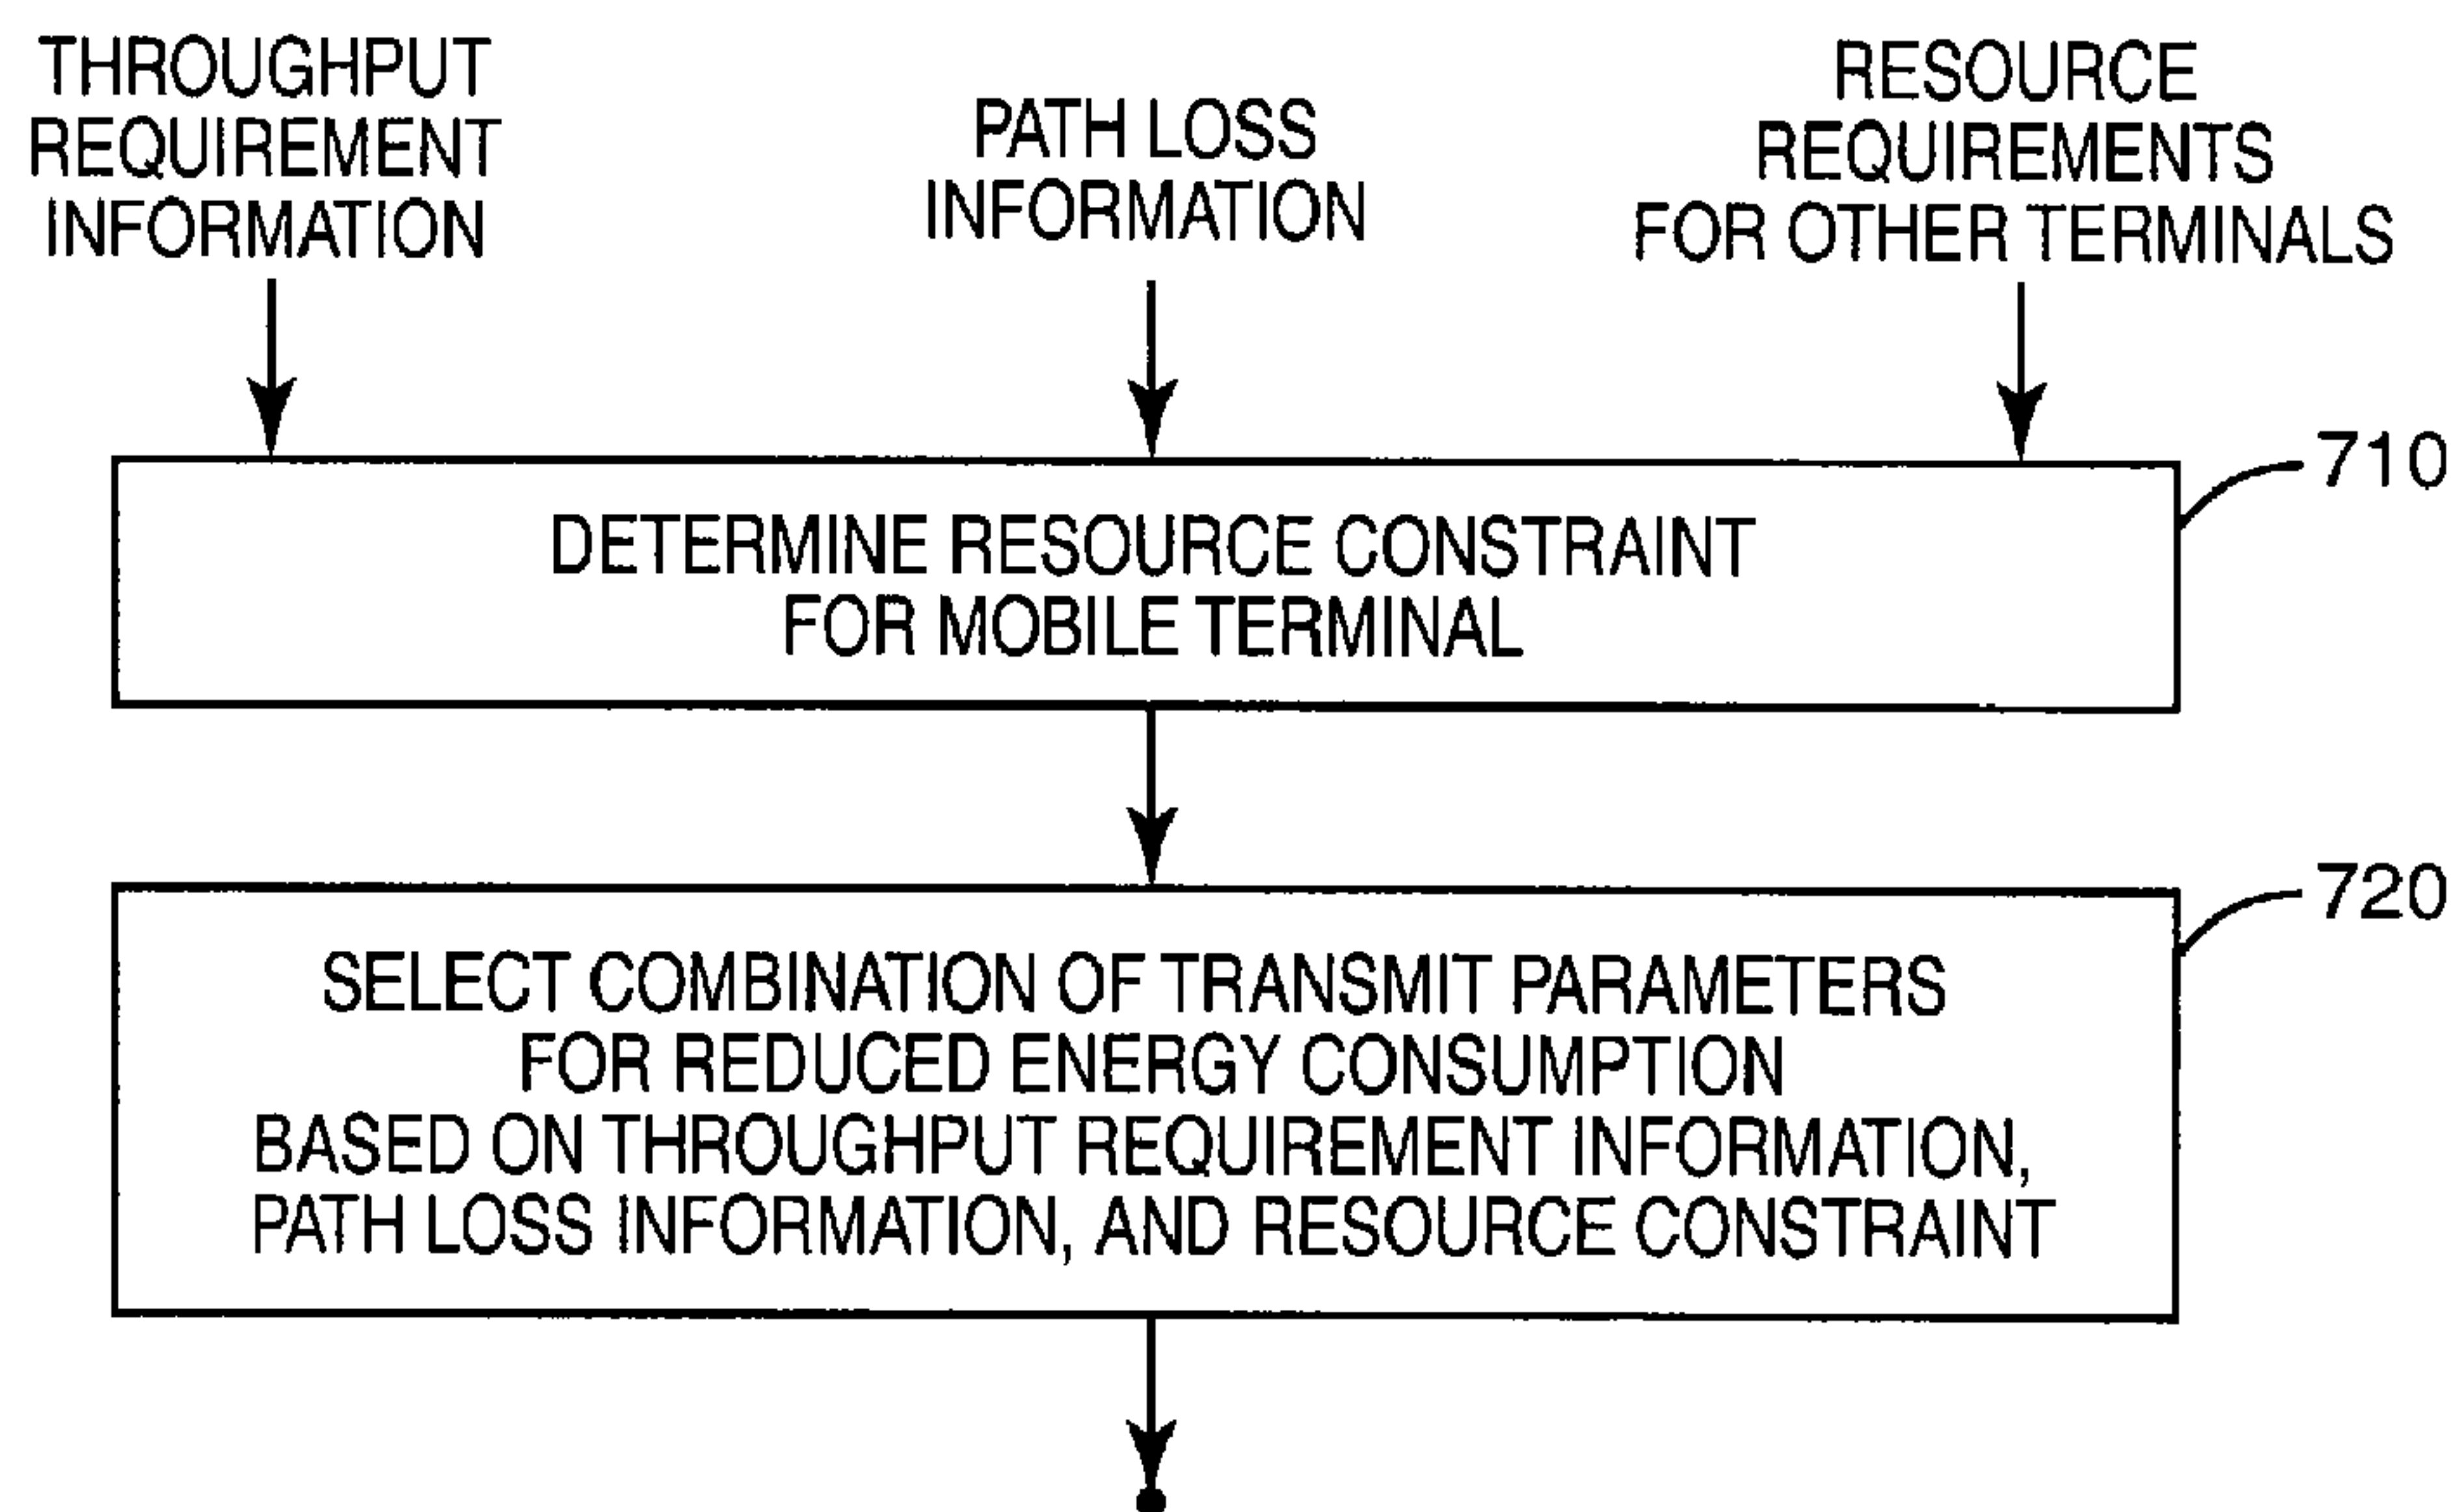 THROUGHPUT
REQUIREMENT
INFORMATION
PATH LOSS
INFORMATION
RESOURCE
REQUIREMENTS
FOR OTHER TERMINALS
710
DETERMINE RESOURCE CONSTRAINT
FOR MOBILE TERMINAL
720
SELECT COMBINATION OF TRANSMIT PARAMETERS
FOR REDUCED ENERGY CONSUMPTION
BASED ON THROUGHPUT REQUIREMENT INFORMATION,
PATH LOSS INFORMATION, AND RESOURCE CONSTRAINT